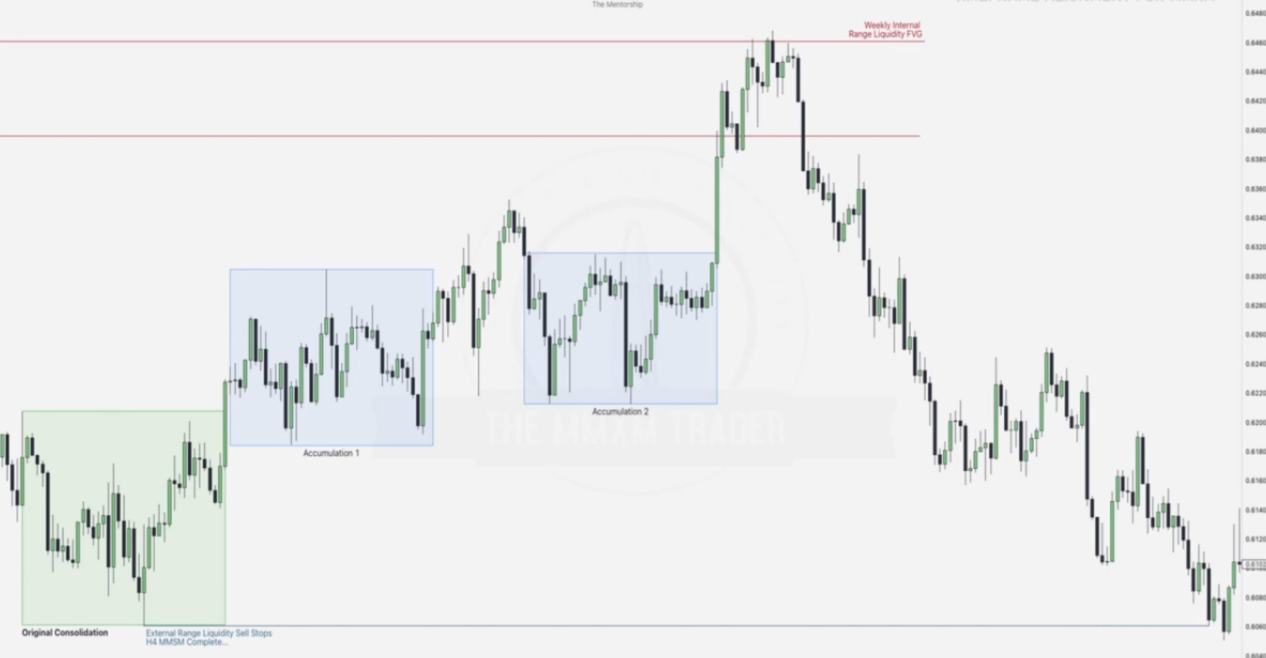 The Mentorship
0.6480
Weekly Internal
Range Liquidity FVG
0.6460
0.6440
0.6420
0.6400
0.6380
0.6360
0.6340
0.6320
0.6300
0.6280
0.6260
0.6240
Accumulation 2
0.6220
THE MMXM TRADER
0.6200
Accumulation 1
0.6180
0.6160
0.6140
0.6120
0.6080
0.6060
Original Consolidation
External Range Liquidity Sell Stops
H4 MMSM Complete...
0.6040